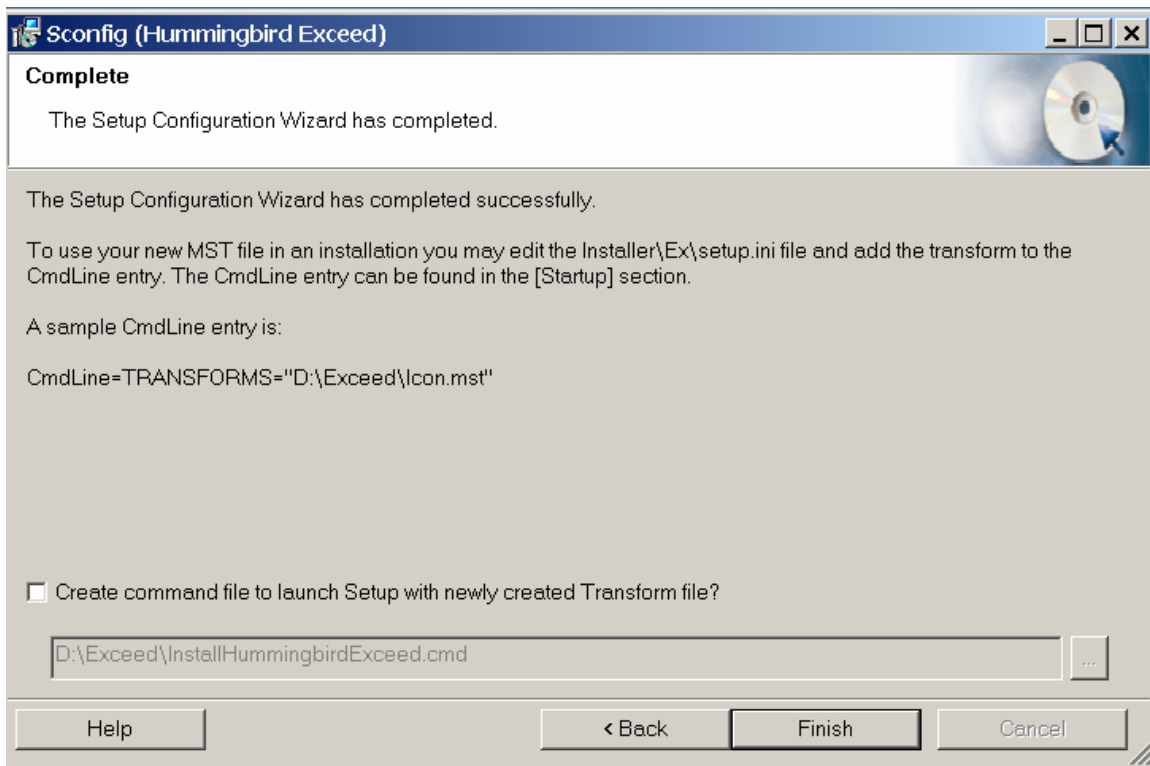 Sconfig (Hummingbird Exceed)
Complete
The Setup Configuration Wizard has completed.
The Setup Configuration Wizard has completed successfully.
To use your new MST file in an installation you may edit the Installer\Ex\setup.ini file and add the transform to the
CmdLine entry. The CmdLine entry can be found in the [Startup] section.
A sample CmdLine entry is:
CmdLine=TRANSFORMS="D:\Exceed\Icon.mst"
Create command file to launch Setup with newly created Transform file?
D:\Exceed\InstallHummingbirdExceed.cmd
...
Help
< Back
Finish
Cancel